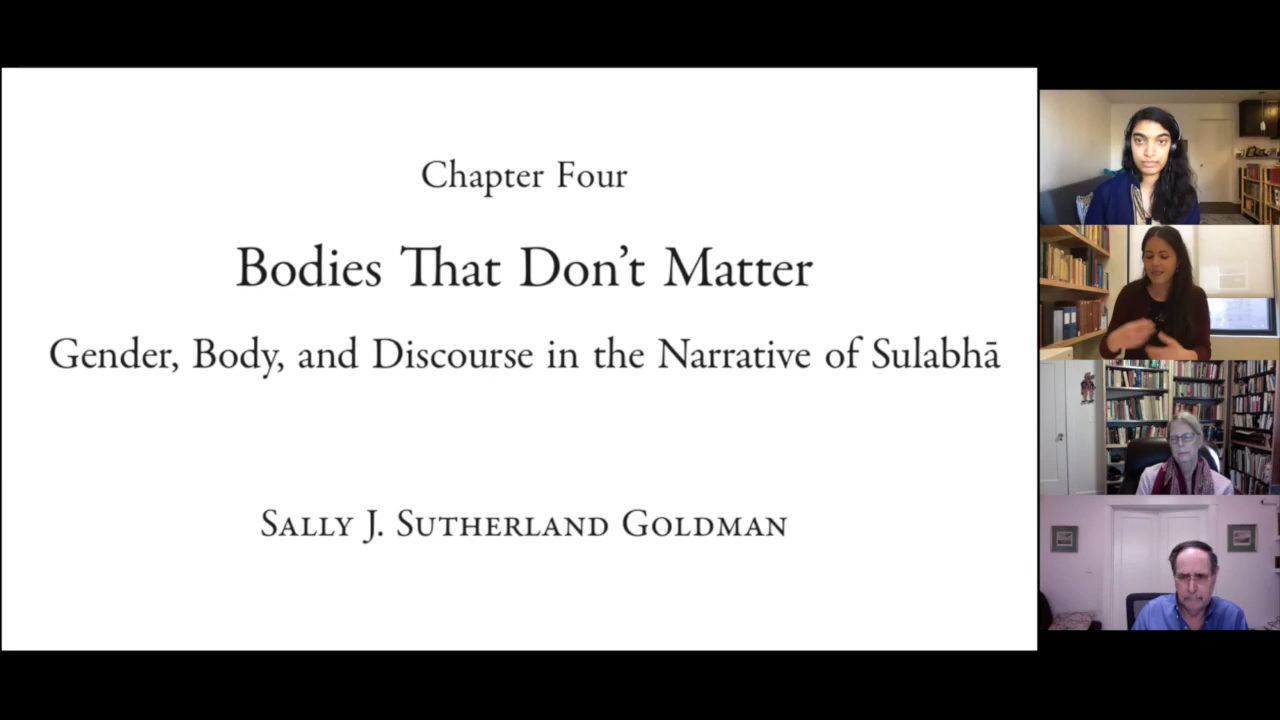 Chapter Four
Bodies That Don’t Matter
Gender, Body, and Discourse in the Narrative of Sulabhā
Sally J. Sutherland Goldman